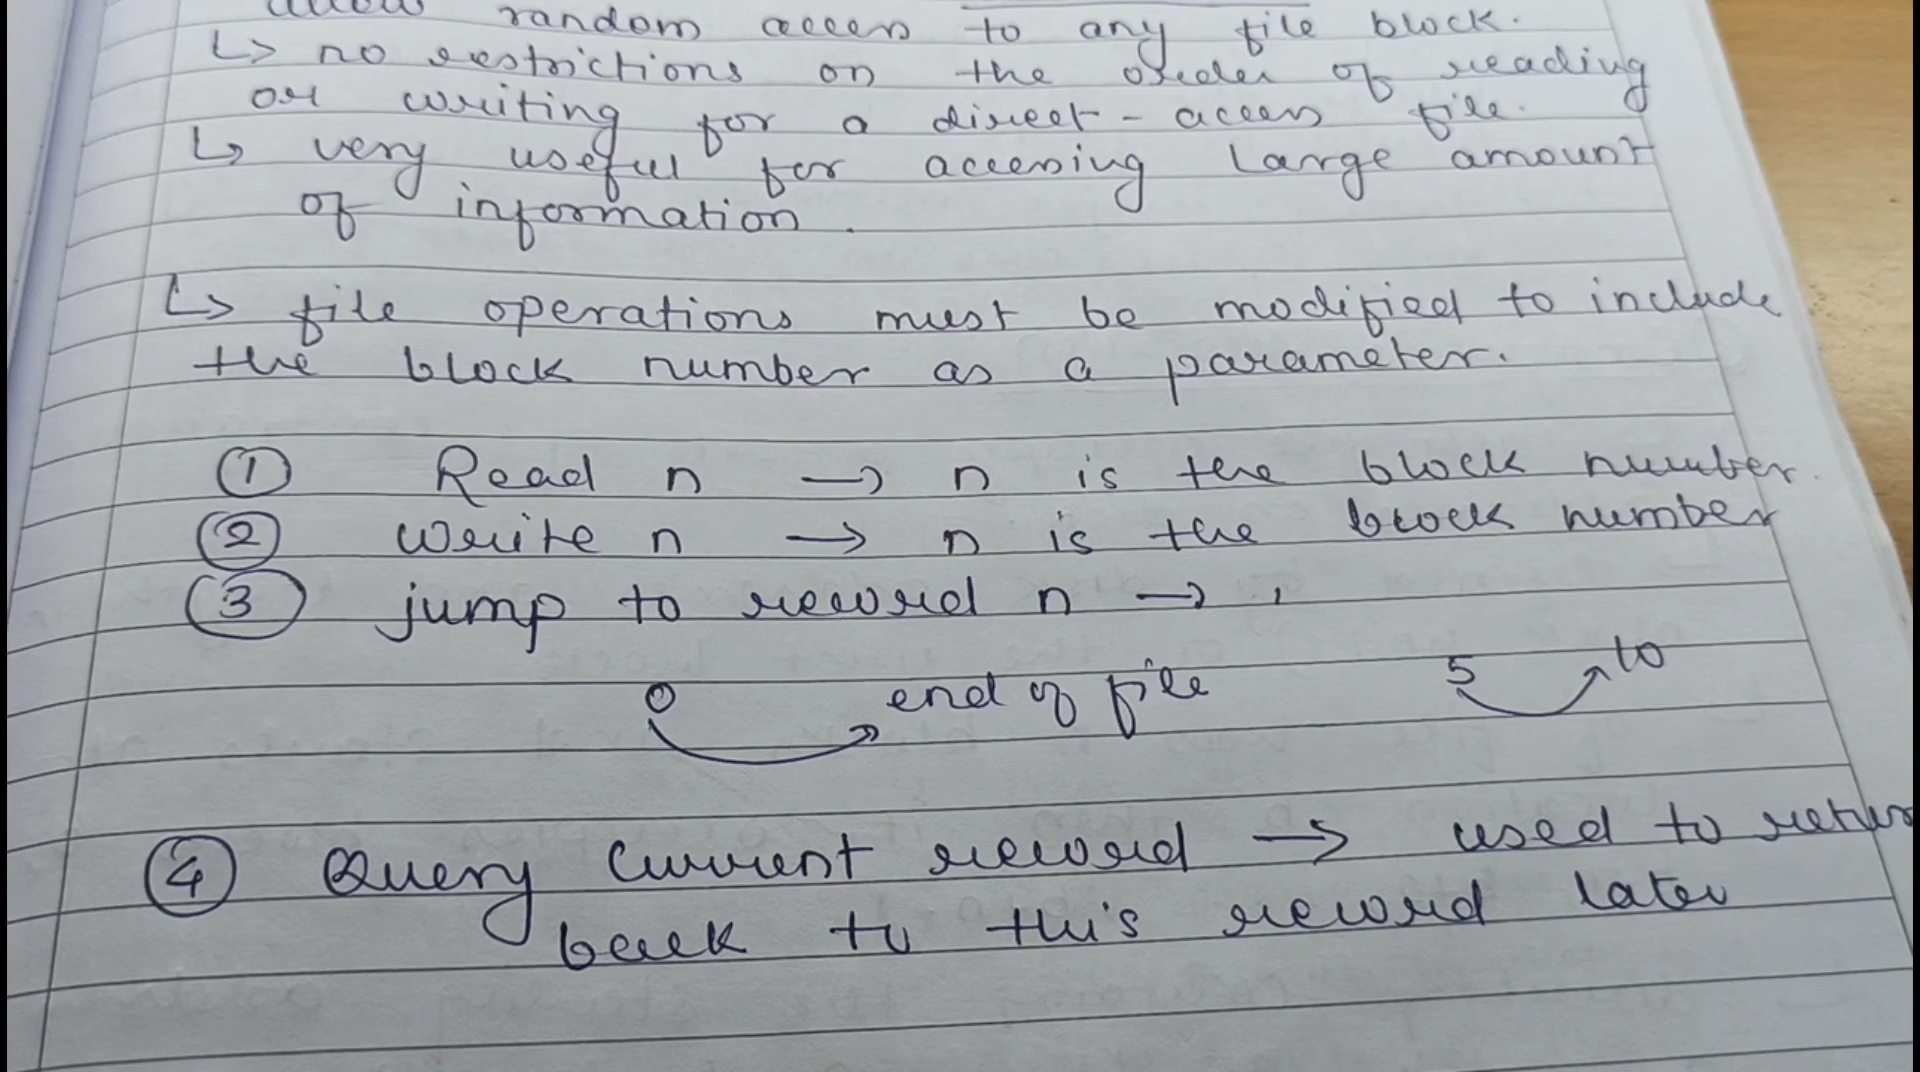 allow random access to any file block.
↳ no restrictions on the order of reading
or writing for a direct-access file.
↳ very useful for accessing large amount
of information.
↳ file operations must be modified to include
the block number as a parameter.
① Read n → n is the block number.
② Write n → n is the block number
③ jump to record n → ,
0 end of file 5 10
④ Query current record → used to return
back to this record later